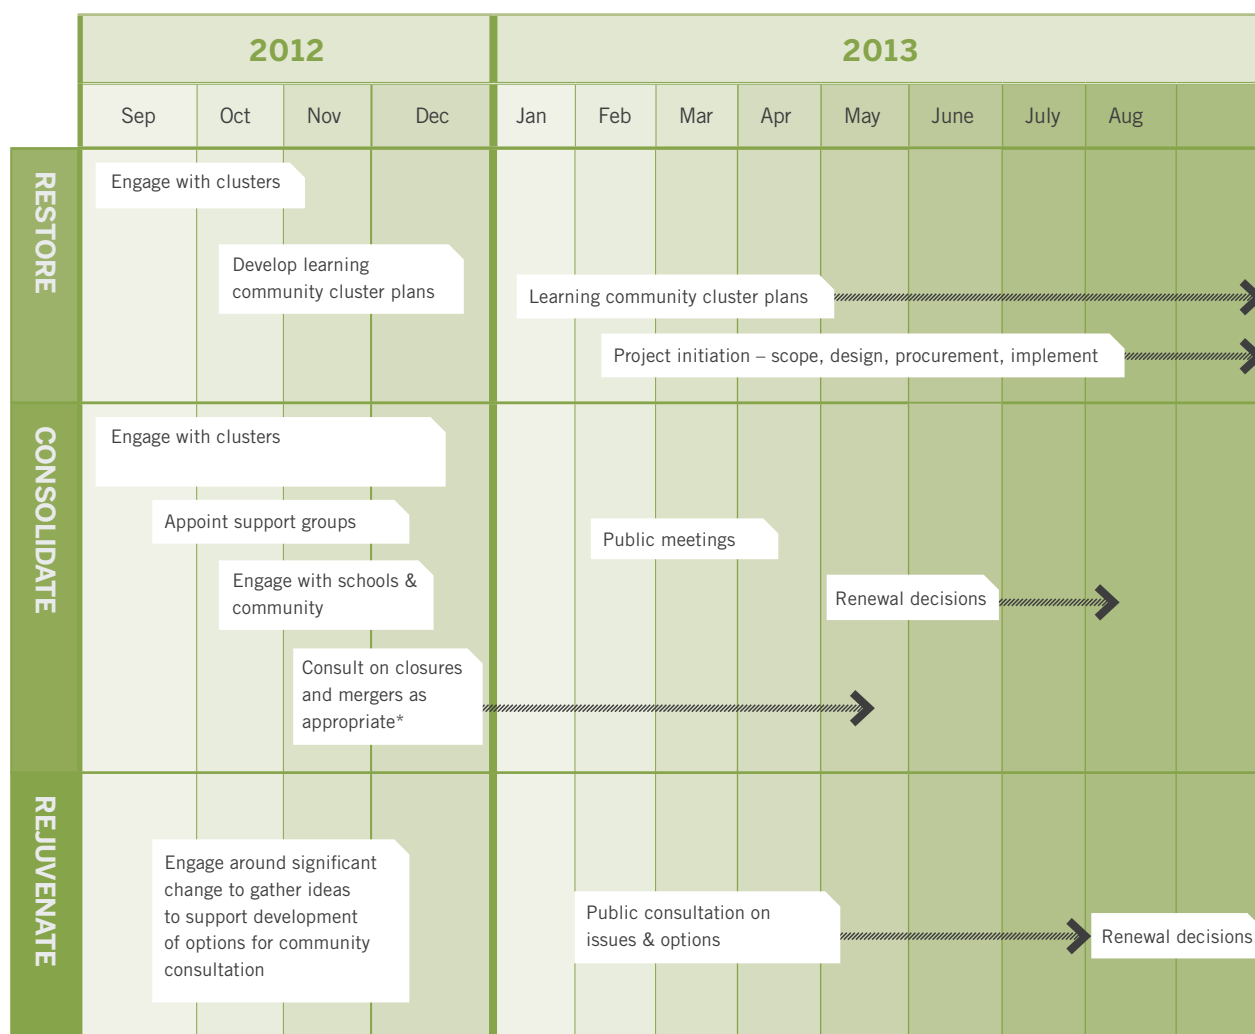 2012
2013
Sep
Oct
Nov
Dec
Jan
Feb
Mar
Apr
May
June
July
Aug
RESTORE
Engage with clusters
Develop learning
community cluster plans
Learning community cluster plans
Project initiation – scope, design, procurement, implement
CONSOLIDATE
Engage with clusters
Appoint support groups
Public meetings
Engage with schools &
community
Renewal decisions
Consult on closures
and mergers as
appropriate*
REJUVENATE
Engage around significant
change to gather ideas
to support development
of options for community
consultation
Public consultation on
issues & options
Renewal decisions